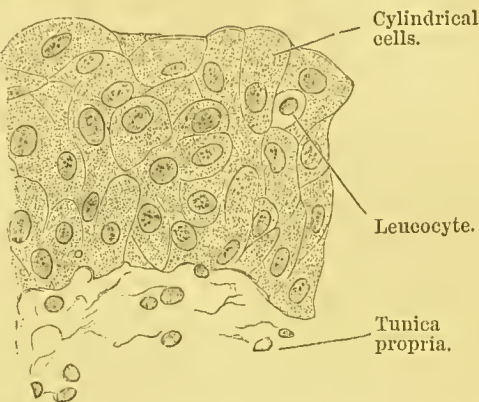 Cylindrical
cells.
Leucocyte.
Tunica
propria.